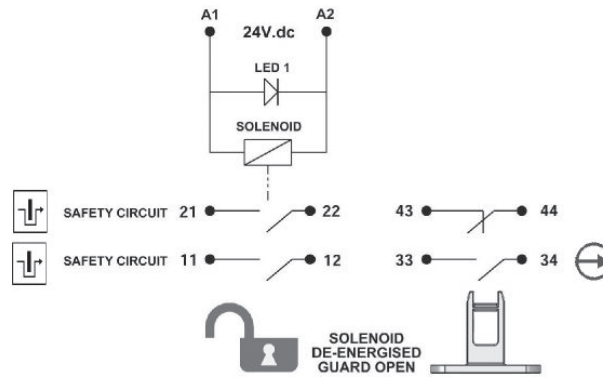 A1 A2
24V.dc
LED 1
SOLENOID
SAFETY CIRCUIT 21 22 43 44
SAFETY CIRCUIT 11 12 33 34
SOLENOID
DE-ENERGISED
GUARD OPEN